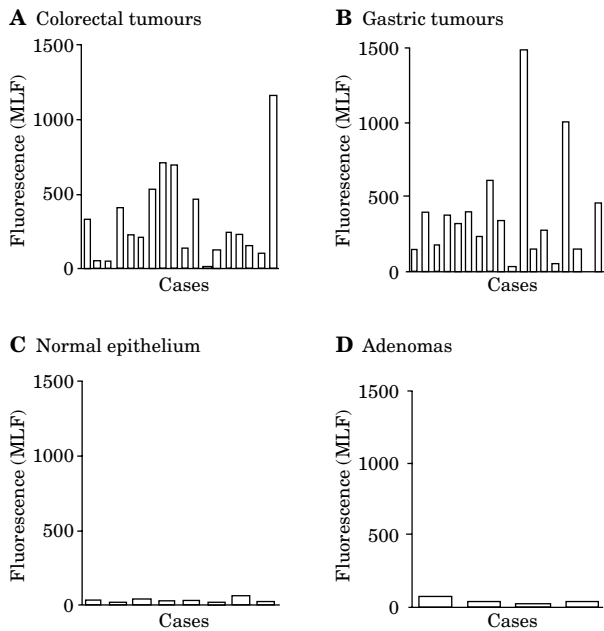 A Colorectal tumours
1500
1000
500
0
Fluorescence (MLF)
Cases
B Gastric tumours
1500
1000
500
0
Fluorescence (MLF)
Cases
C Normal epithelium
1500
1000
500
0
Fluorescence (MLF)
Cases
D Adenomas
1500
1000
500
0
Fluorescence (MLF)
Cases